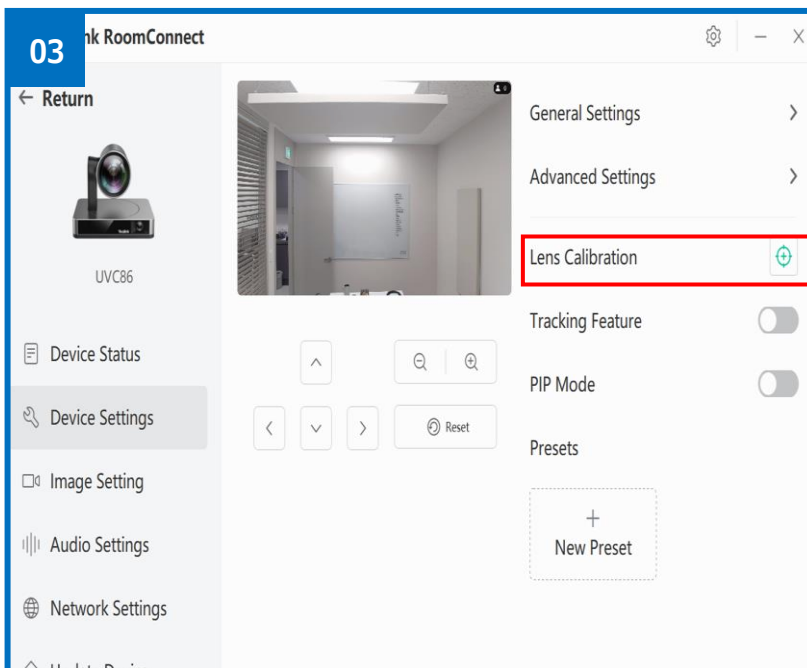 03
nk RoomConnect
← Return
UVC86
Device Status
Device Settings
Image Setting
Audio Settings
Network Settings
Reset
General Settings
Advanced Settings
Lens Calibration
Tracking Feature
PIP Mode
Presets
+
New Preset